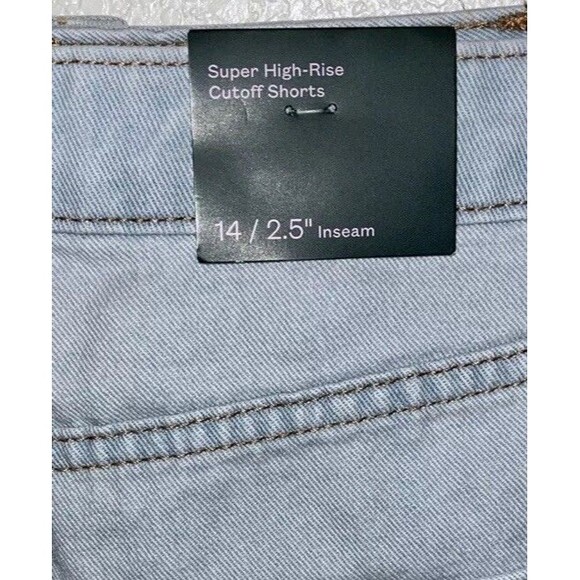 Super High-Rise
Cutoff Shorts
14 / 2.5" Inseam